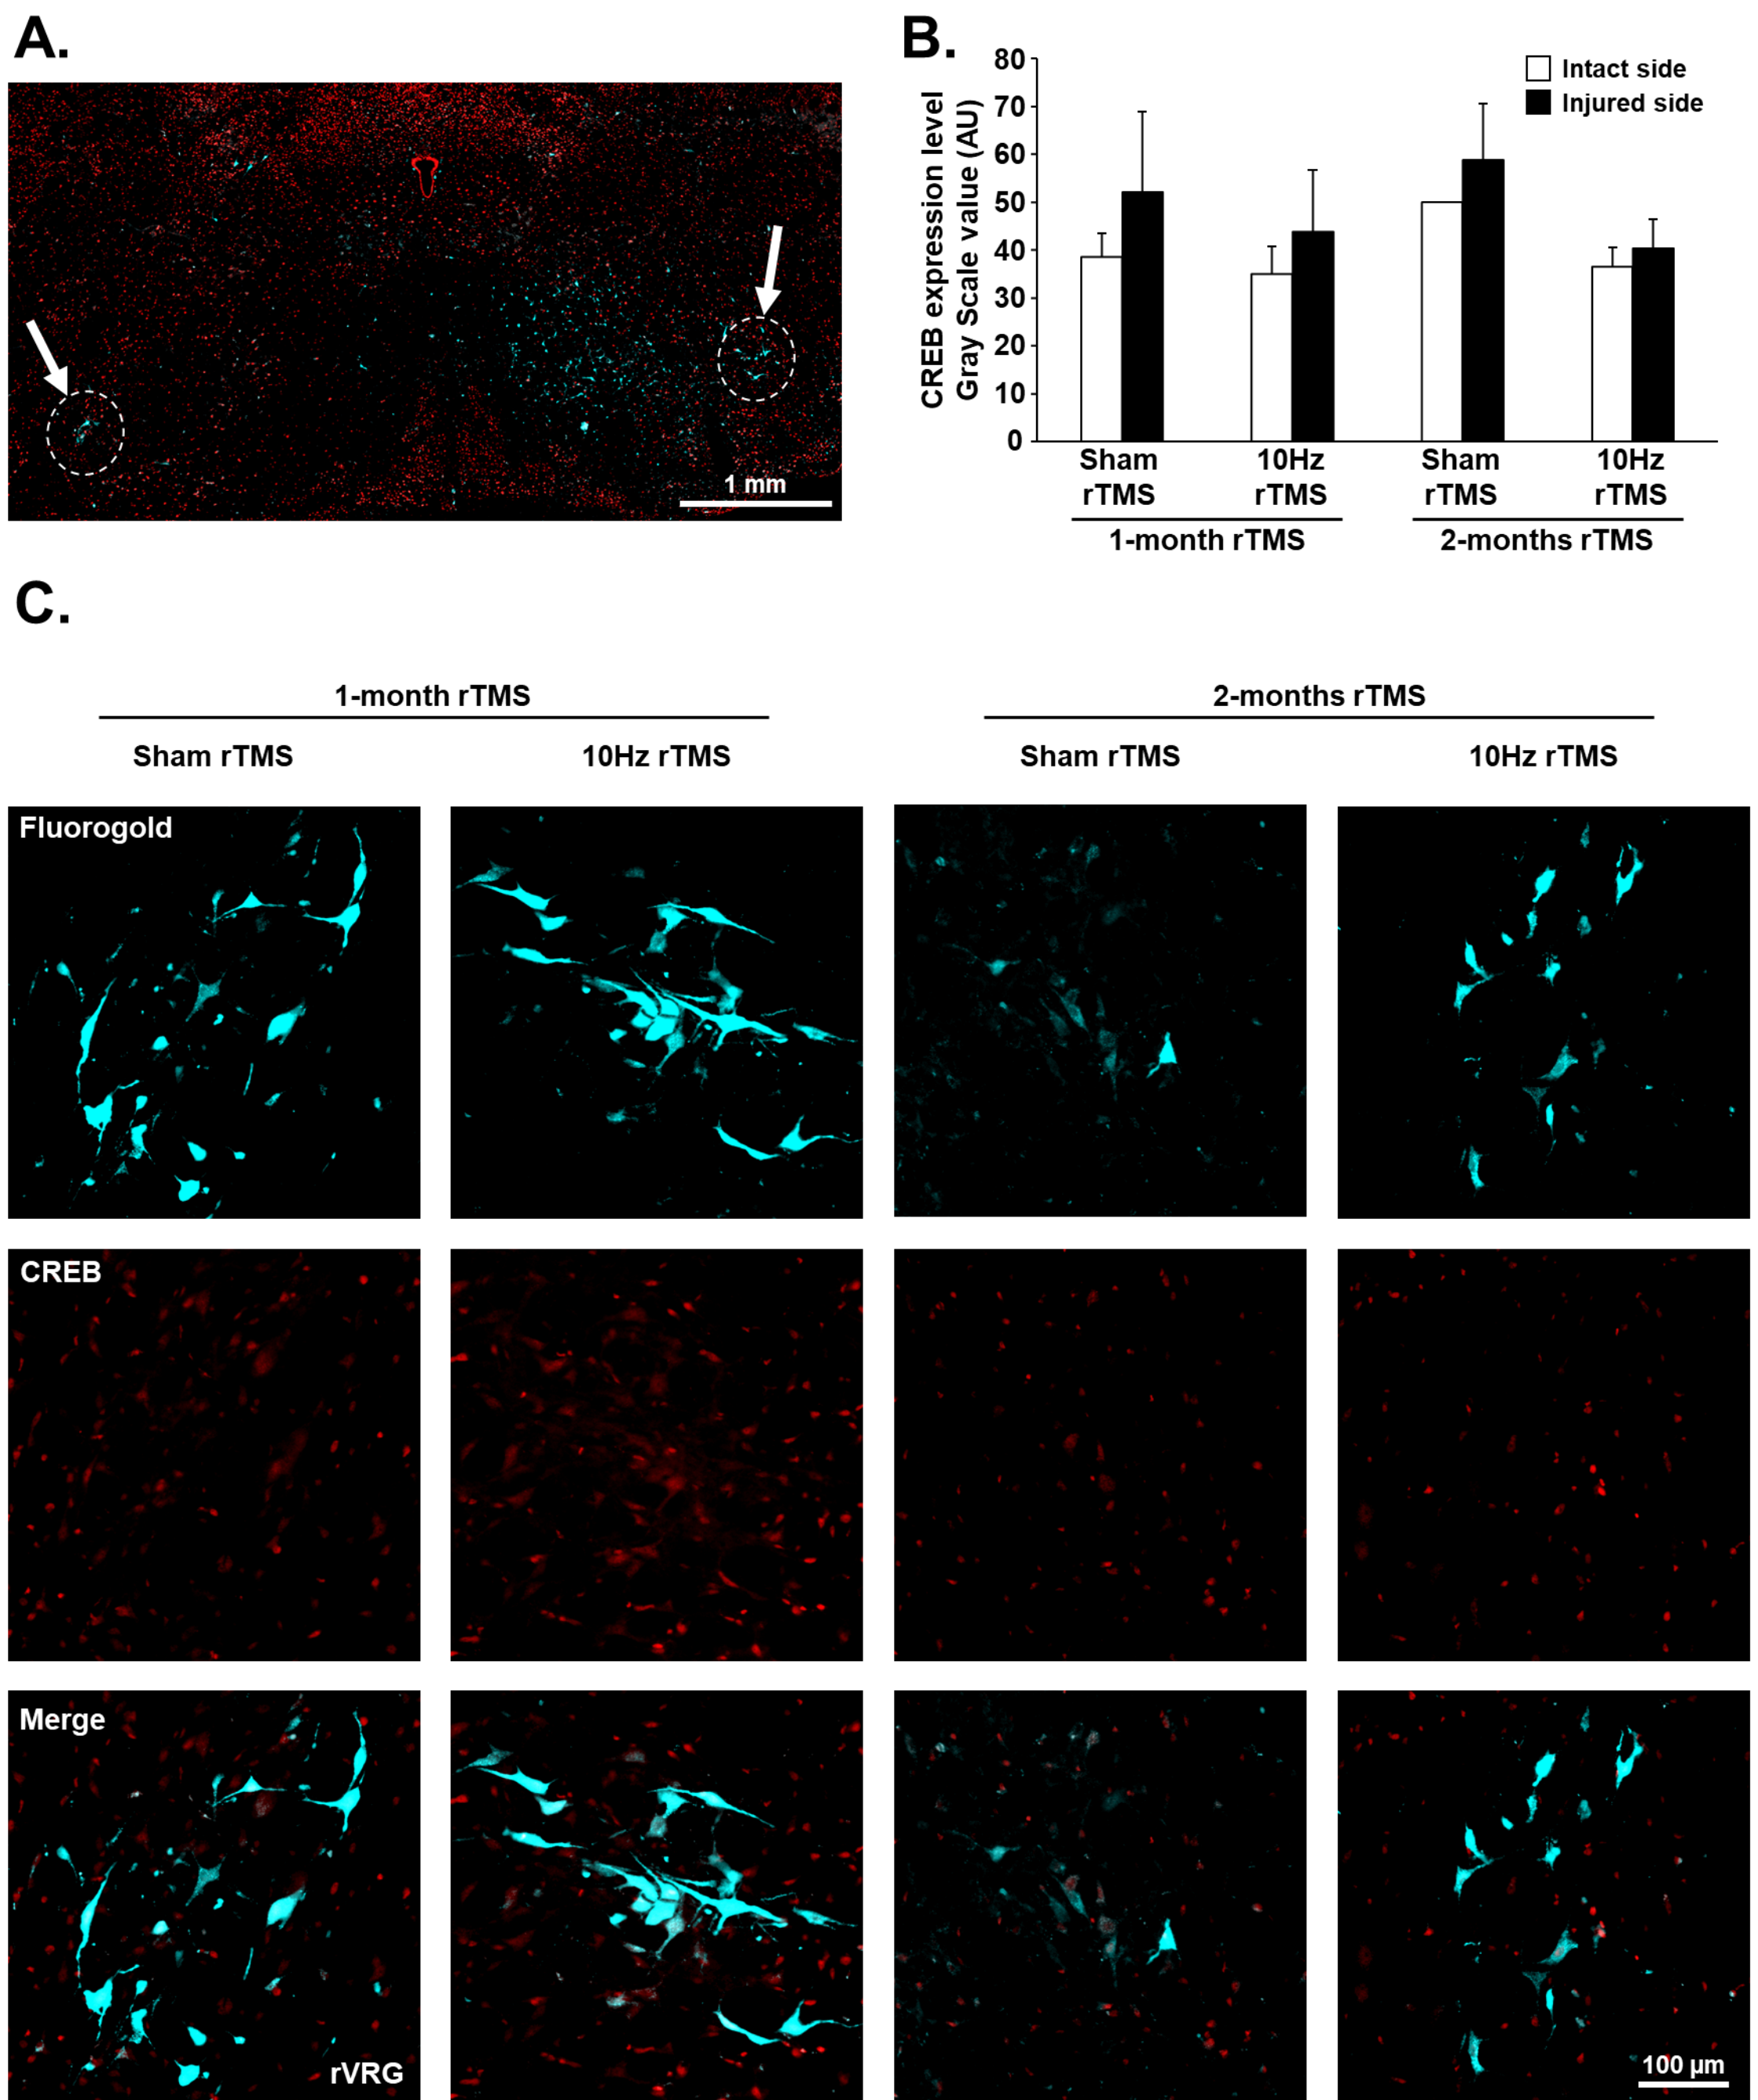 A.
1 mm
B.
CREB expression level
Gray Scale value (AU)
80
70
60
50
40
30
20
10
0
Intact side
Injured side
Sham
rTMS
10Hz
rTMS
Sham
rTMS
10Hz
rTMS
1-month rTMS
2-months rTMS
C.
1-month rTMS
2-months rTMS
Sham rTMS
10Hz rTMS
Sham rTMS
10Hz rTMS
Fluorogold
CREB
Merge
rVRG
100 µm